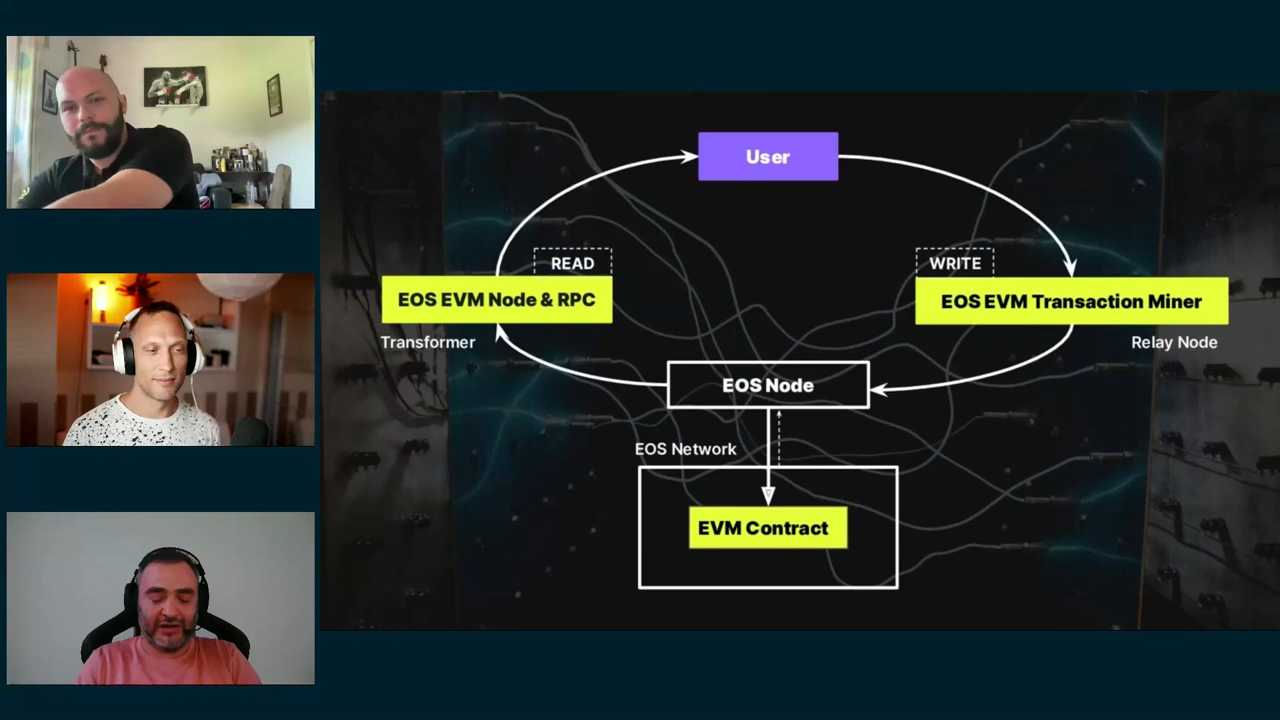 User
READ
WRITE
EOS EVM Node & RPC
EOS EVM Transaction Miner
Transformer
Relay Node
EOS Node
EOS Network
EVM Contract